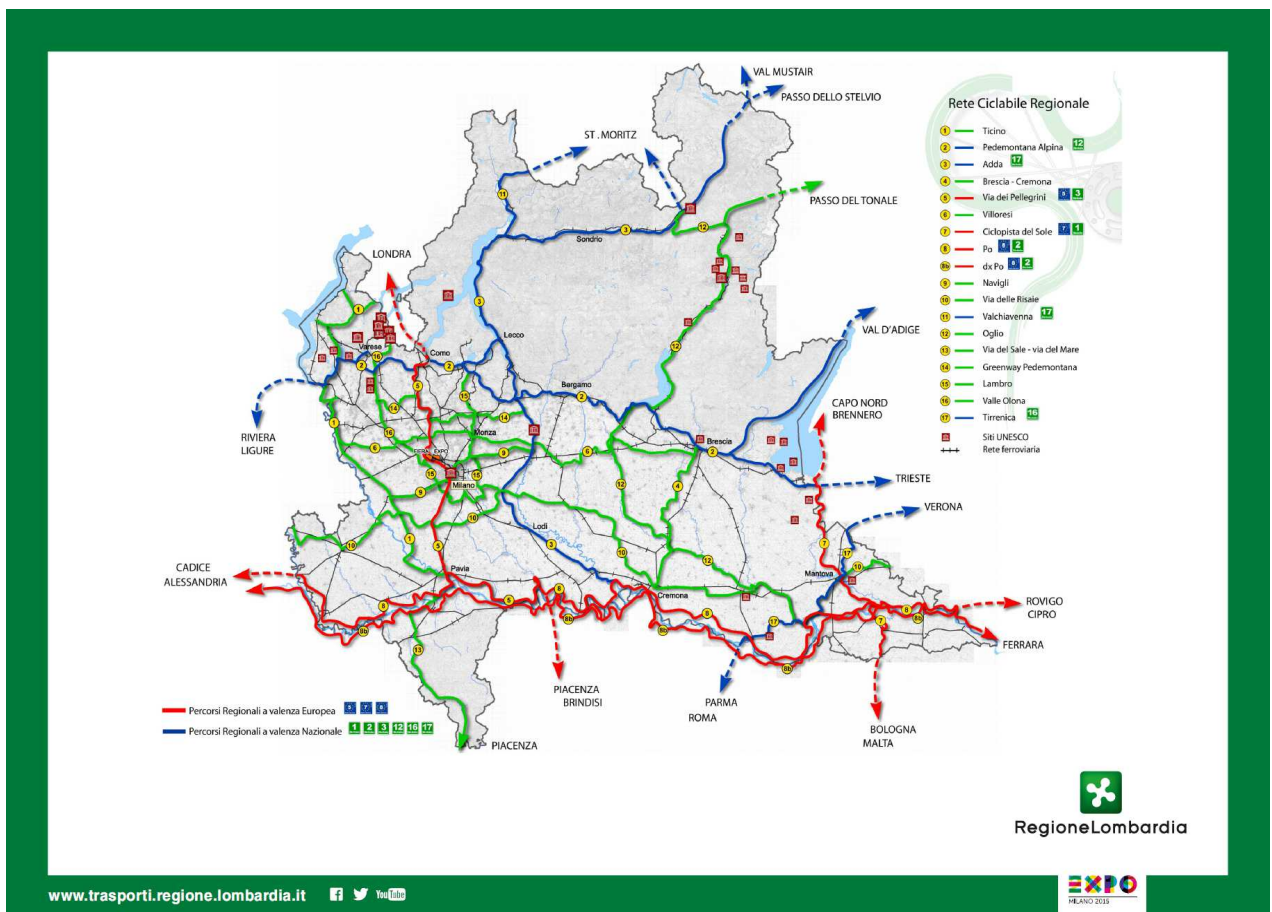 VAL MUSTAIR
PASSO DELLO STELVIO
ST . MORITZ
PASSO DEL TONALE
LONDRA
VAL D'ADIGE
CAPO NORD
BRENNERO
RIVIERA
LIGURE
TRIESTE
VERONA
CADICE
ALESSANDRIA
ROVIGO
CIPRO
FERRARA
PIACENZA
BRINDISI
PARMA
ROMA
BOLOGNA
MALTA
PIACENZA
Sondrio
Lecco
Varese
Como
Bergamo
Monza
Brescia
FIERA EXPO
Milano
Lodi
Pavia
Cremona
Mantova
Rete Ciclabile Regionale
1 Ticino
2 Pedemontana Alpina 12
3 Adda 17
4 Brescia - Cremona
5 Via dei Pellegrini 5 3
6 Villoresi
7 Ciclopista del Sole 7 1
8 Po 8 2
8b dx Po 8 2
9 Navigli
10 Via delle Risaie
11 Valchiavenna 17
12 Oglio
13 Via del Sale - via del Mare
14 Greenway Pedemontana
15 Lambro
16 Valle Olona
17 Tirrenica 16
Siti UNESCO
Rete ferroviaria
Percorsi Regionali a valenza Europea 5 7 8
Percorsi Regionali a valenza Nazionale 1 2 3 12 16 17
RegioneLombardia
www.trasporti.regione.lombardia.it
YouTube
EXPO
MILANO 2015